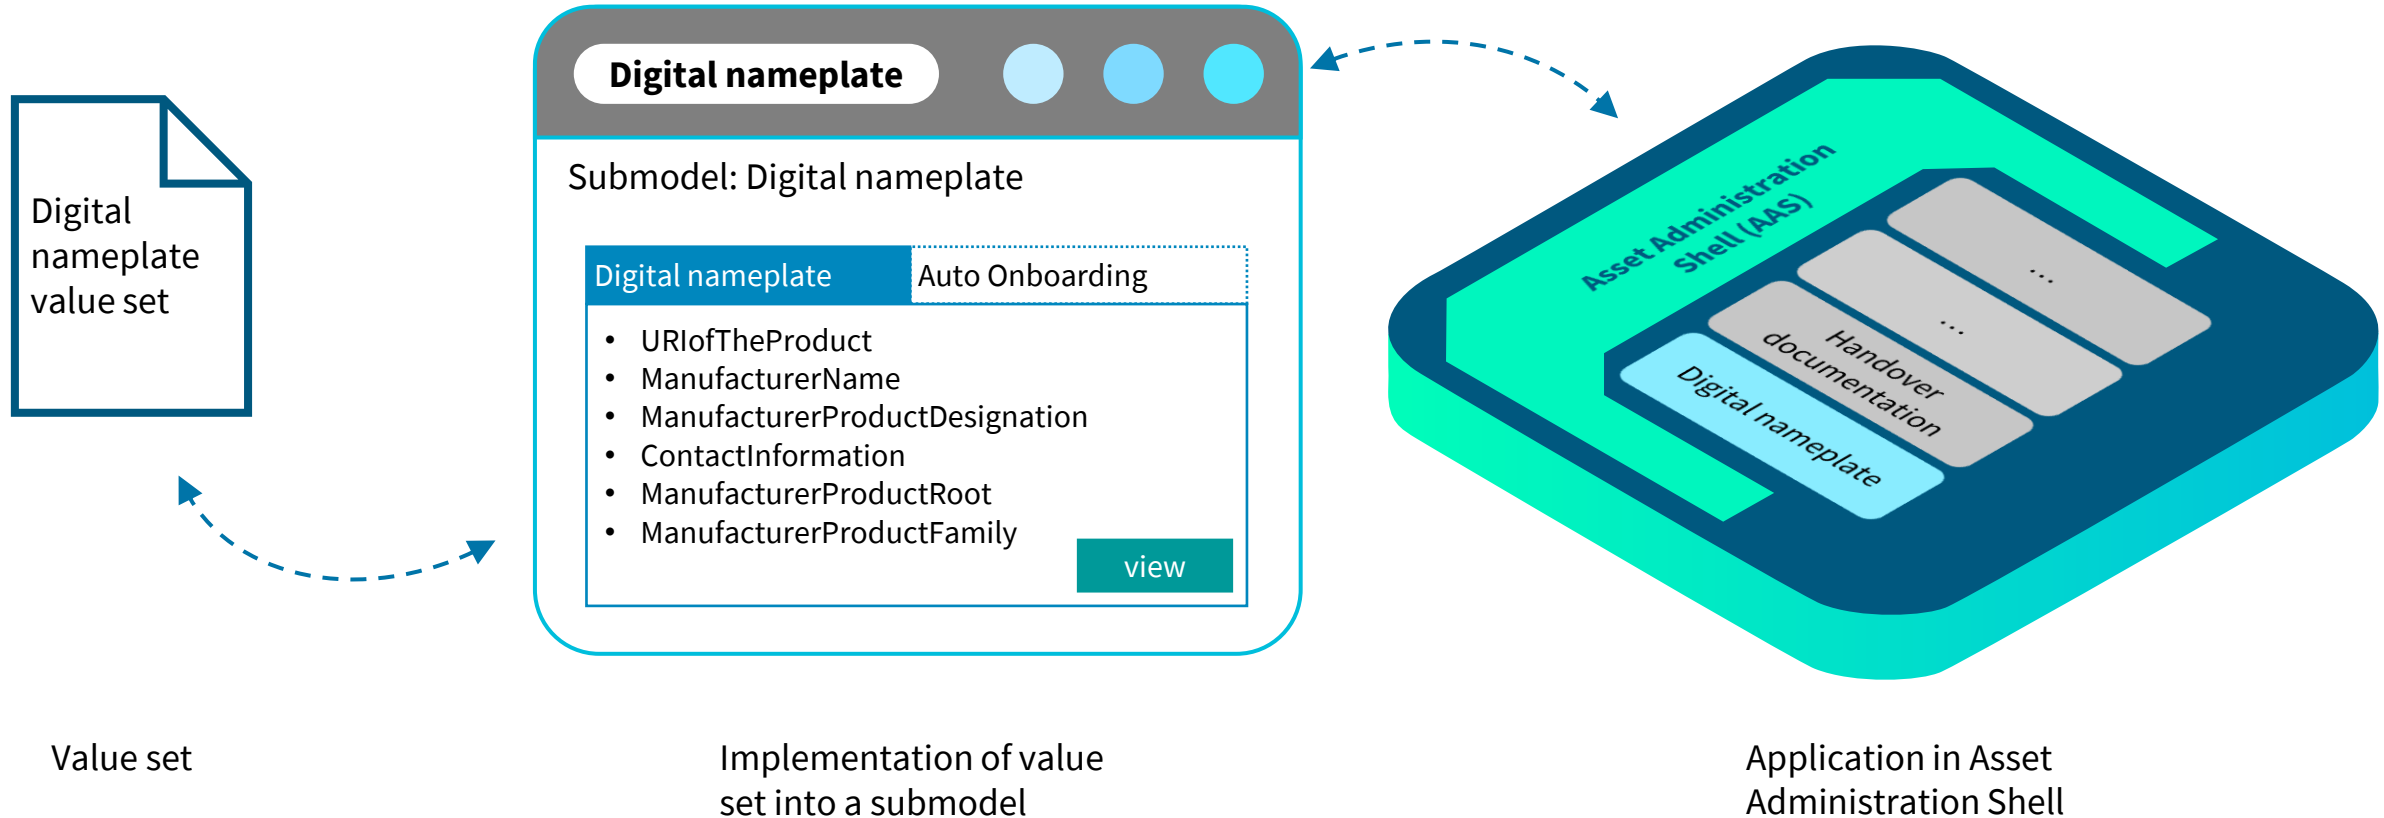 Digital
nameplate
value set
Digital nameplate
Submodel: Digital nameplate
Digital nameplate
Auto Onboarding
• URIofTheProduct
• ManufacturerName
• ManufacturerProductDesignation
• ContactInformation
• ManufacturerProductRoot
• ManufacturerProductFamily
view
Asset Administration
Shell (AAS)
...
...
Handover
documentation
Digital nameplate
Value set
Implementation of value
set into a submodel
Application in Asset
Administration Shell